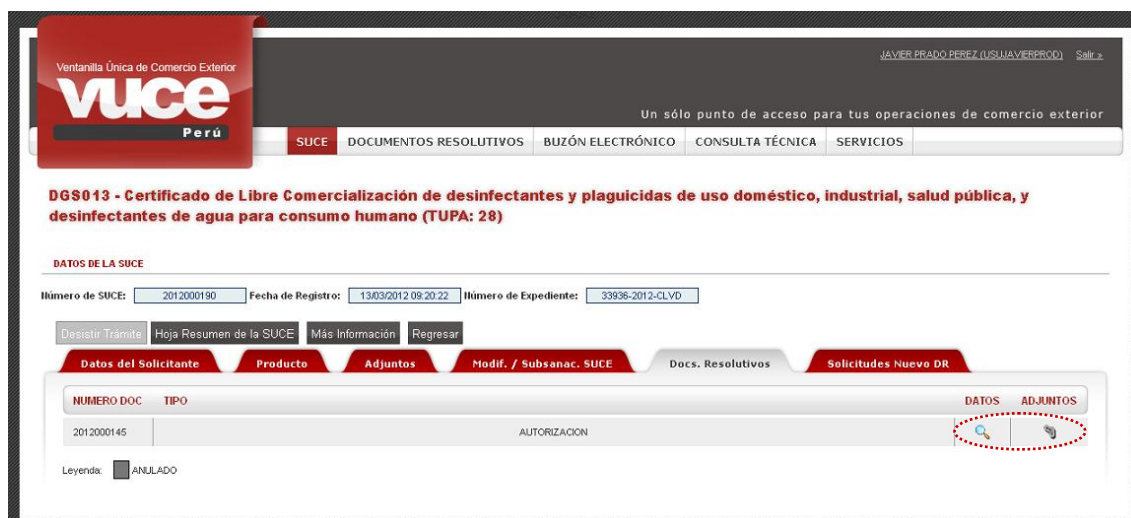 JAVIER PRADO PEREZ (USUJAVIERPROD) Salir »
Ventanilla Única de Comercio Exterior
vuce
Perú
Un sólo punto de acceso para tus operaciones de comercio exterior
SUCE DOCUMENTOS RESOLUTIVOS BUZÓN ELECTRÓNICO CONSULTA TÉCNICA SERVICIOS
DGS013 - Certificado de Libre Comercialización de desinfectantes y plaguicidas de uso doméstico, industrial, salud pública, y
desinfectantes de agua para consumo humano (TUPA: 28)
DATOS DE LA SUCE
Número de SUCE: 2012000190 Fecha de Registro: 13/03/2012 09:20:22 Número de Expediente: 33936-2012-CLVD
Desistir Trámite Hoja Resumen de la SUCE Más Información Regresar
Datos del Solicitante Producto Adjuntos Modif. / Subsanac. SUCE Docs. Resolutivos Solicitudes Nuevo DR
NUMERO DOC TIPO DATOS ADJUNTOS
2012000145 AUTORIZACION
Leyenda: ANULADO